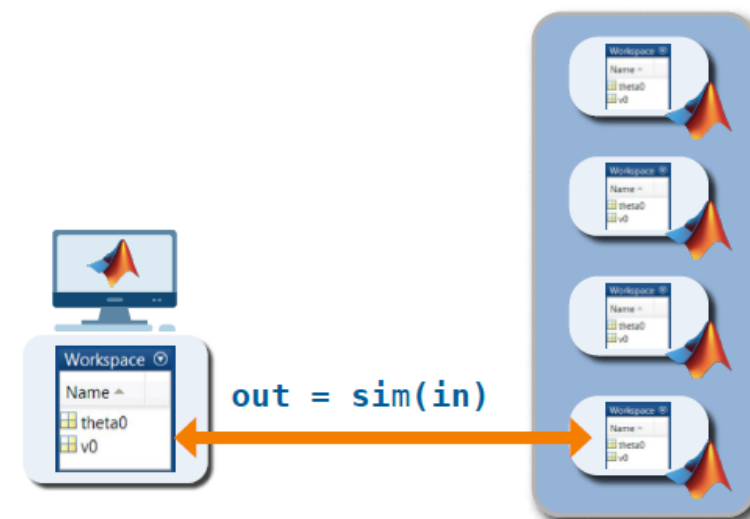 Workspace
Name
theta0
v0
out = sim(in)
Workspace
Name
theta0
v0
Workspace
Name
theta0
v0
Workspace
Name
theta0
v0
Workspace
Name
theta0
v0